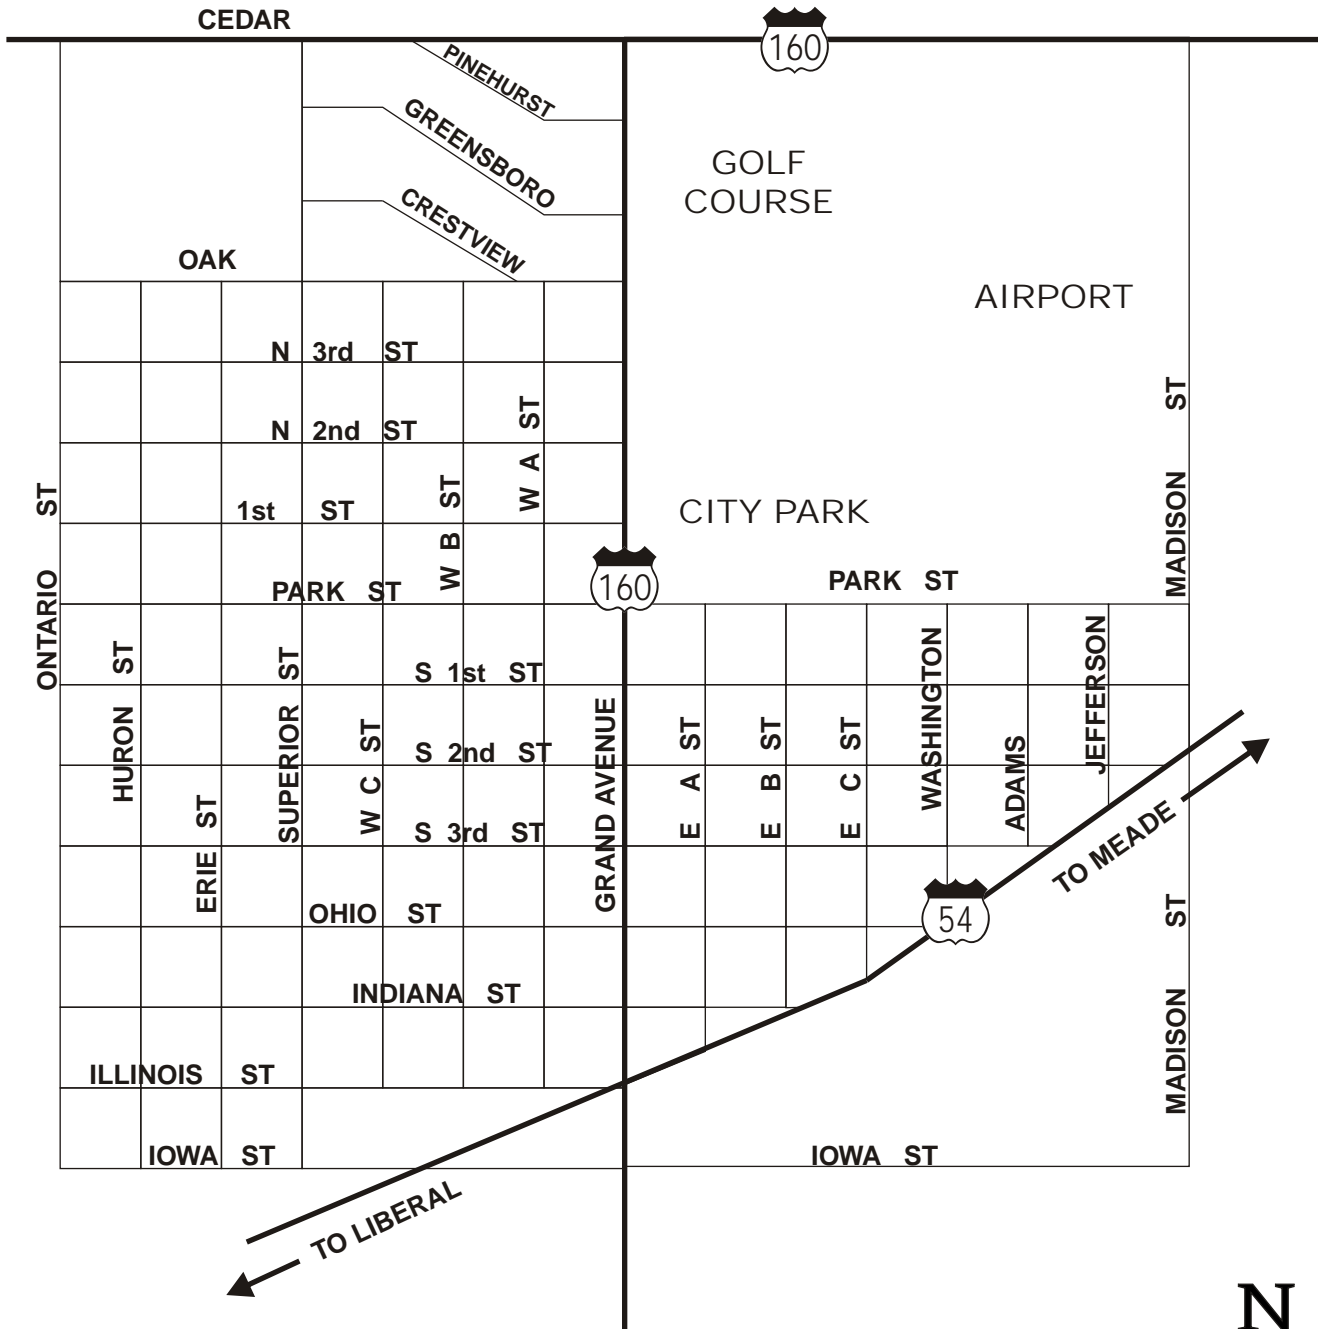 CEDAR
160
PINEHURST
GREENSBORO
CRESTVIEW
GOLF
COURSE
OAK
AIRPORT
N 3rd ST
N 2nd ST
1st ST
W A ST
W B ST
CITY PARK
MADISON ST
ONTARIO ST
160
PARK ST
PARK ST
HURON ST
SUPERIOR ST
S 1st ST
W C ST
S 2nd ST
S 3rd ST
GRAND AVENUE
E A ST
E B ST
E C ST
WASHINGTON
ADAMS
JEFFERSON
ERIE ST
TO MEADE
OHIO ST
54
MADISON ST
INDIANA ST
ILLINOIS ST
IOWA ST
IOWA ST
TO LIBERAL
N